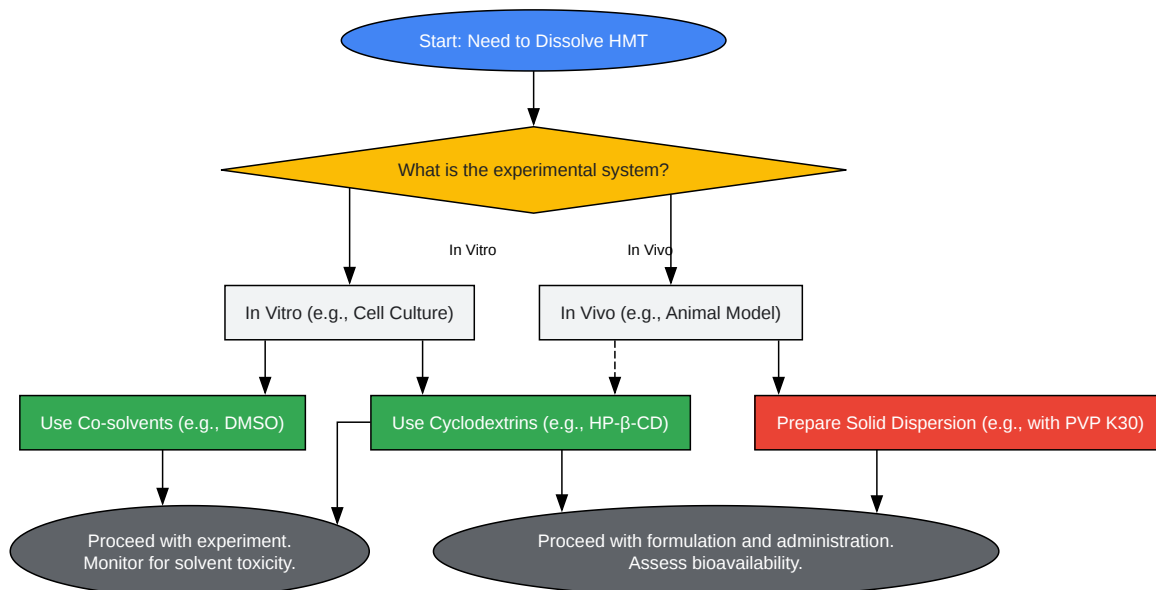 Start: Need to Dissolve HMT
What is the experimental system?
In Vitro
In Vivo
In Vitro (e.g., Cell Culture)
In Vivo (e.g., Animal Model)
Use Co-solvents (e.g., DMSO)
Use Cyclodextrins (e.g., HP-β-CD)
Prepare Solid Dispersion (e.g., with PVP K30)
Proceed with experiment.
Monitor for solvent toxicity.
Proceed with formulation and administration.
Assess bioavailability.